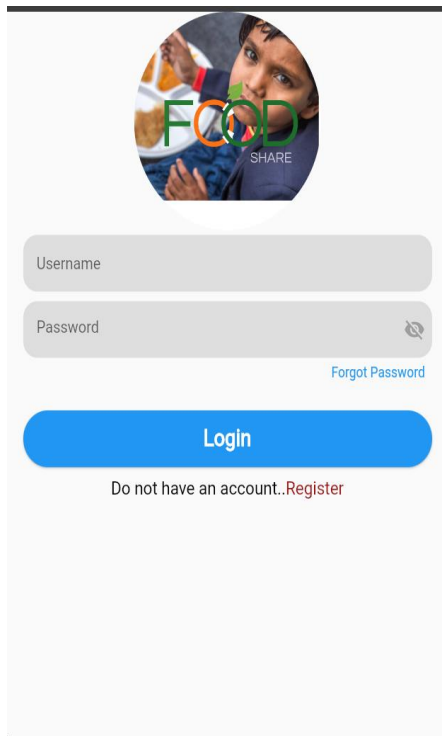 FOOD
SHARE
Username
Password
Forgot Password
Login
Do not have an account..Register